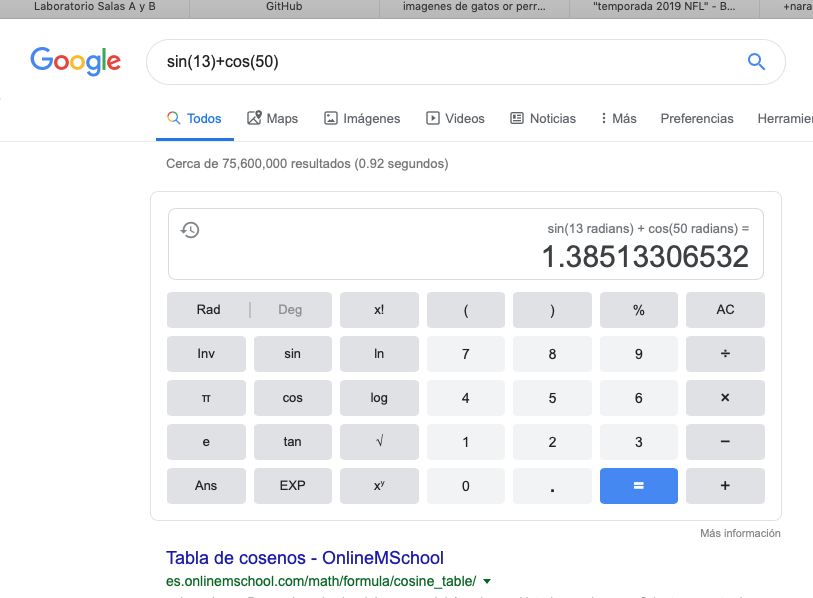 Laboratorio Salas A y B GitHub imagenes de gatos or perr... "temporada 2019 NFL" - B... +nara
Google sin(13)+cos(50)
Todos Maps Imágenes Videos Noticias Más Preferencias Herramier
Cerca de 75,600,000 resultados (0.92 segundos)
sin(13 radians) + cos(50 radians) =
1.38513306532
Rad | Deg x! ( ) % AC
Inv sin ln 7 8 9 ÷
π cos log 4 5 6 ×
e tan √ 1 2 3 −
Ans EXP xʸ 0 . = +
Más información
Tabla de cosenos - OnlineMSchool
es.onlinemschool.com/math/formula/cosine_table/